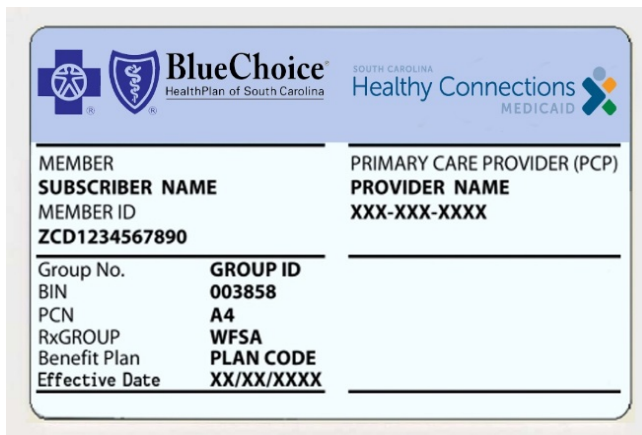 BlueChoice®
HealthPlan of South Carolina
® ®
SOUTH CAROLINA
Healthy Connections
MEDICAID
MEMBER
SUBSCRIBER NAME
MEMBER ID
ZCD1234567890
PRIMARY CARE PROVIDER (PCP)
PROVIDER NAME
XXX-XXX-XXXX
Group No. GROUP ID
BIN 003858
PCN A4
RxGROUP WFSA
Benefit Plan PLAN CODE
Effective Date XX/XX/XXXX